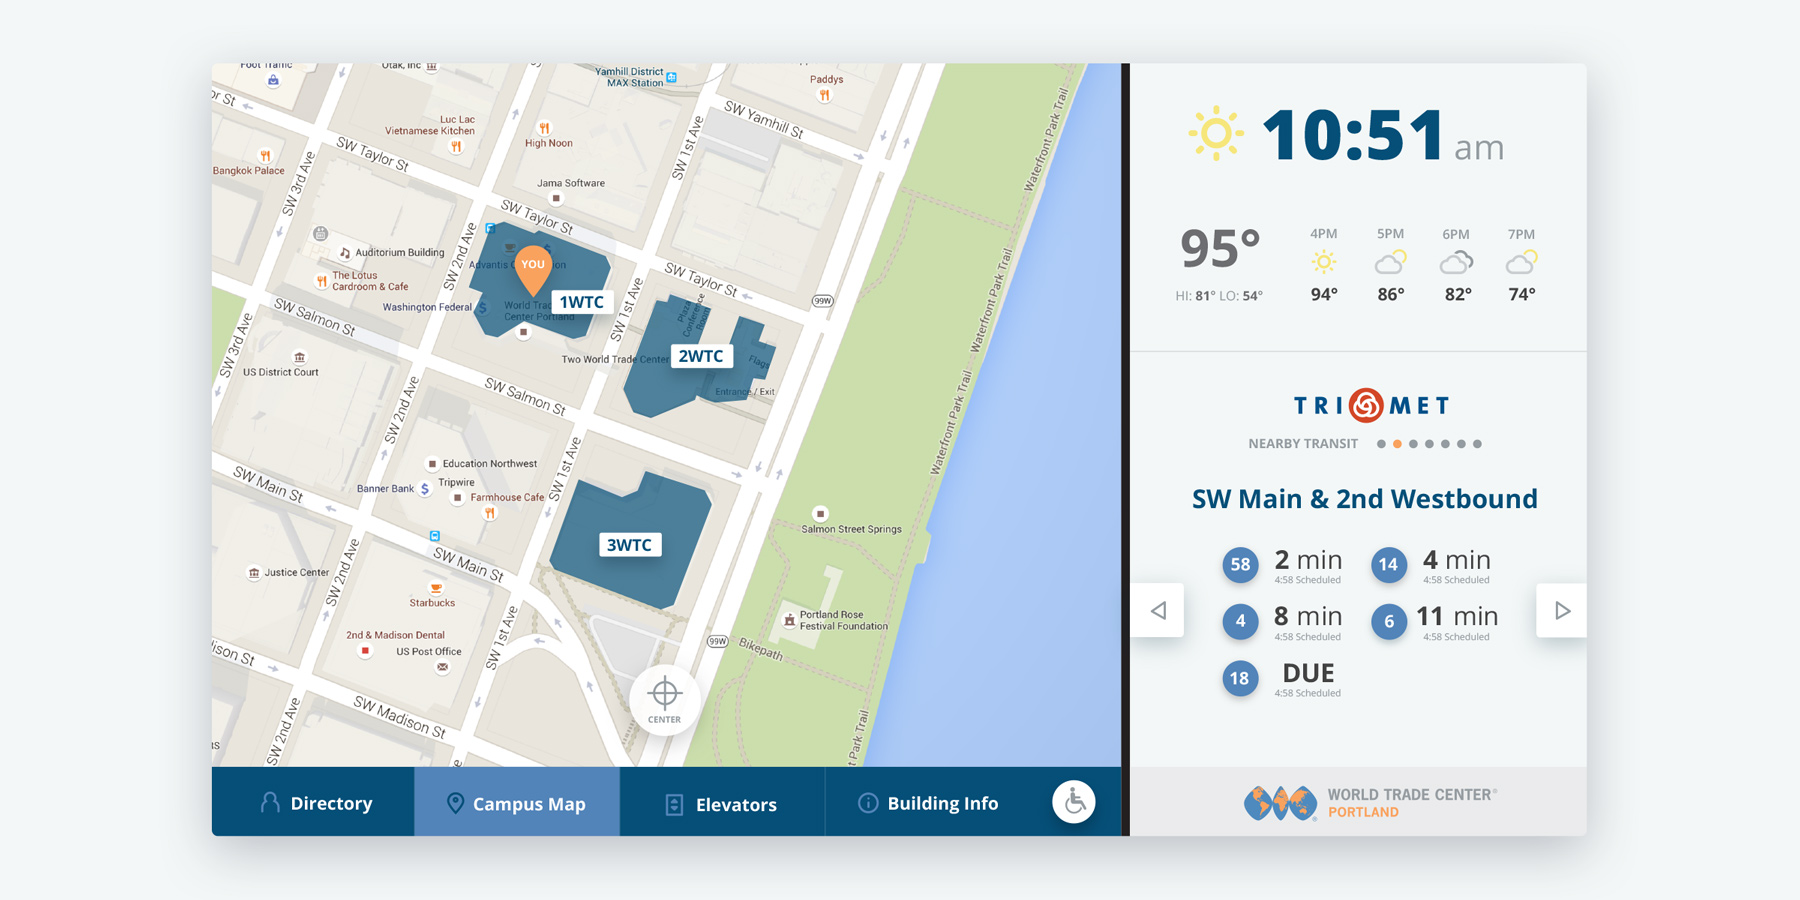 Foot Traffic
Otak, Inc
Yamhill District
MAX Station
Paddys
or St
Luc Lac
Vietnamese Kitchen
High Noon
SW Yamhill St
SW 1st Ave
Waterfront Park Trail
Bangkok Palace
SW Taylor St
SW 3rd Ave
Jama Software
SW Taylor St
Auditorium Building
SW 2nd Ave
YOU
The Lotus
Cardroom & Cafe
SW Taylor St
Washington Federal
World Trade
Center Portland
1WTC
SW 1st Ave
99W
Plaza
Conference
Room
Waterfront Park Trail
SW Salmon St
SW 3rd Ave
Two World Trade Center
2WTC
Flags
Entrance / Exit
US District Court
SW Salmon St
SW 2nd Ave
Waterfront Park Trail
Education Northwest
Banner Bank
Tripwire
Farmhouse Cafe
SW 1st Ave
SW Main St
Salmon Street Springs
3WTC
SW Main St
Justice Center
SW 2nd Ave
Starbucks
Portland Rose
Festival Foundation
2nd & Madison Dental
US Post Office
SW 1st Ave
99W
Bikepath
ison St
CENTER
SW Madison St
SW 2nd Ave
t Park Trail
Directory
Campus Map
Elevators
Building Info
10:51 am
95°
HI: 81° LO: 54°
4PM 5PM 6PM 7PM
94° 86° 82° 74°
TRI MET
NEARBY TRANSIT
SW Main & 2nd Westbound
58 2 min 14 4 min
4:58 Scheduled 4:58 Scheduled
4 8 min 6 11 min
4:58 Scheduled 4:58 Scheduled
18 DUE
4:58 Scheduled
WORLD TRADE CENTER®
PORTLAND